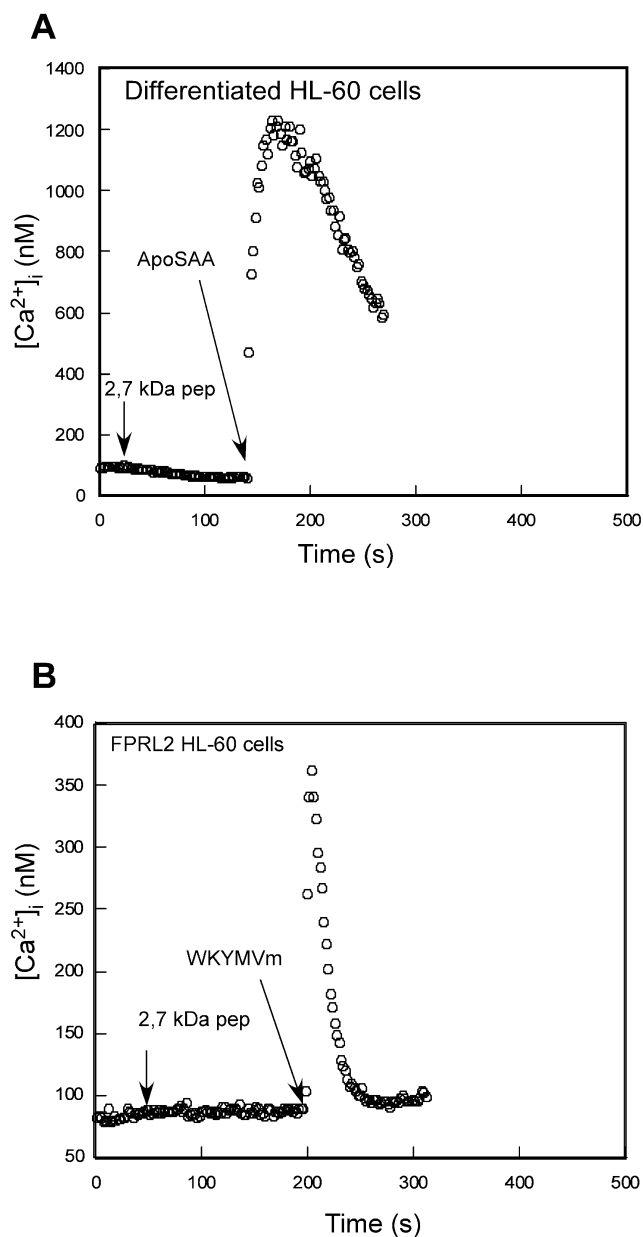 A
Differentiated HL-60 cells
1400
1200
1000
1200
800
600
400
200
0
[Ca2+]i (nM)
ApoSAA
2,7 kDa pep
0 100 200 300 400 500
Time (s)
B
FPRL2 HL-60 cells
400
350
300
250
200
150
100
50
[Ca2+]i (nM)
WKYMVm
2,7 kDa pep
0 100 200 300 400 500
Time (s)